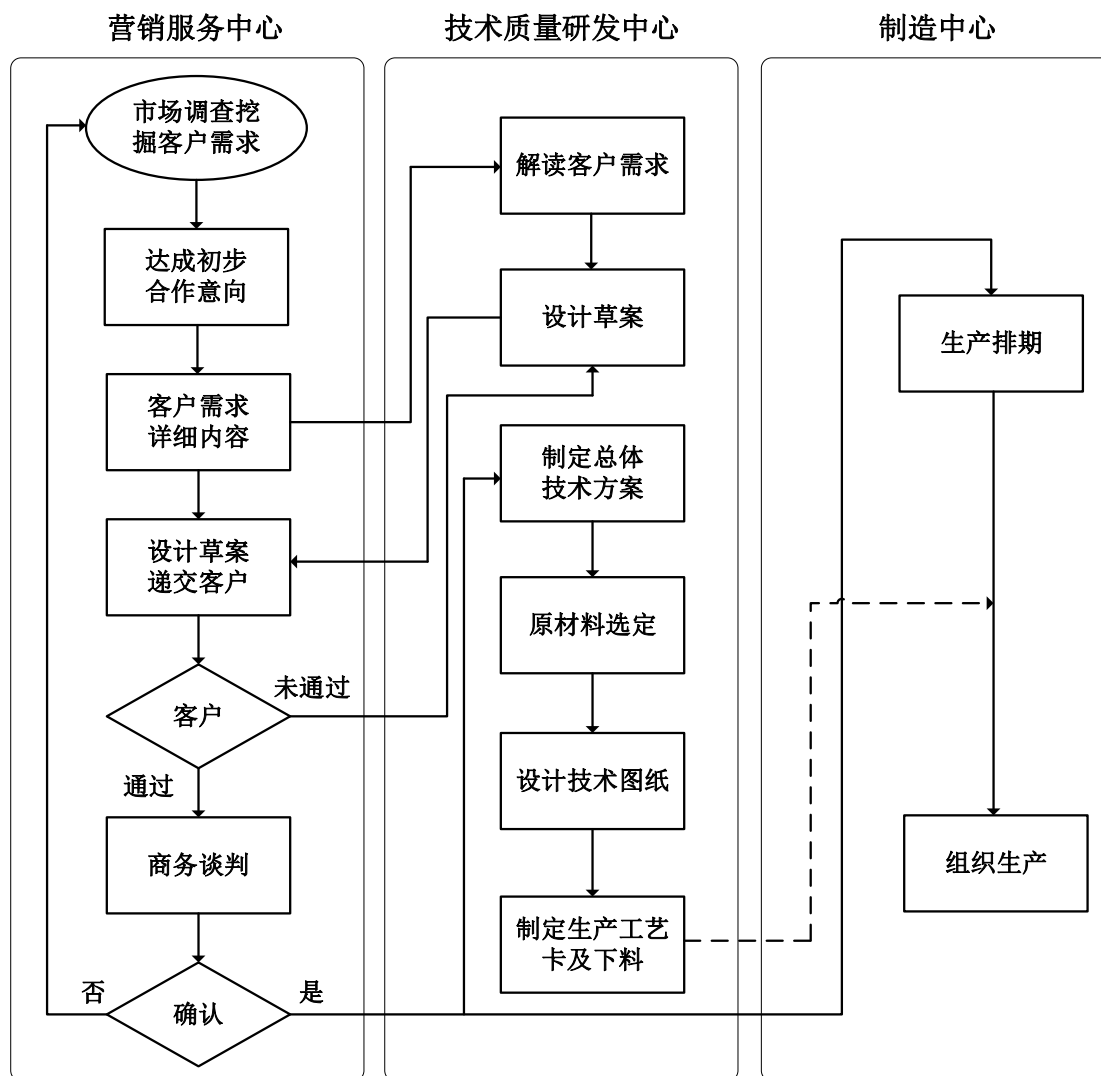 营销服务中心
技术质量研发中心
制造中心
市场调查挖
掘客户需求
达成初步
合作意向
客户需求
详细内容
设计草案
递交客户
客户
未通过
通过
商务谈判
确认
否
是
解读客户需求
设计草案
制定总体
技术方案
原材料选定
设计技术图纸
制定生产工艺
卡及下料
生产排期
组织生产